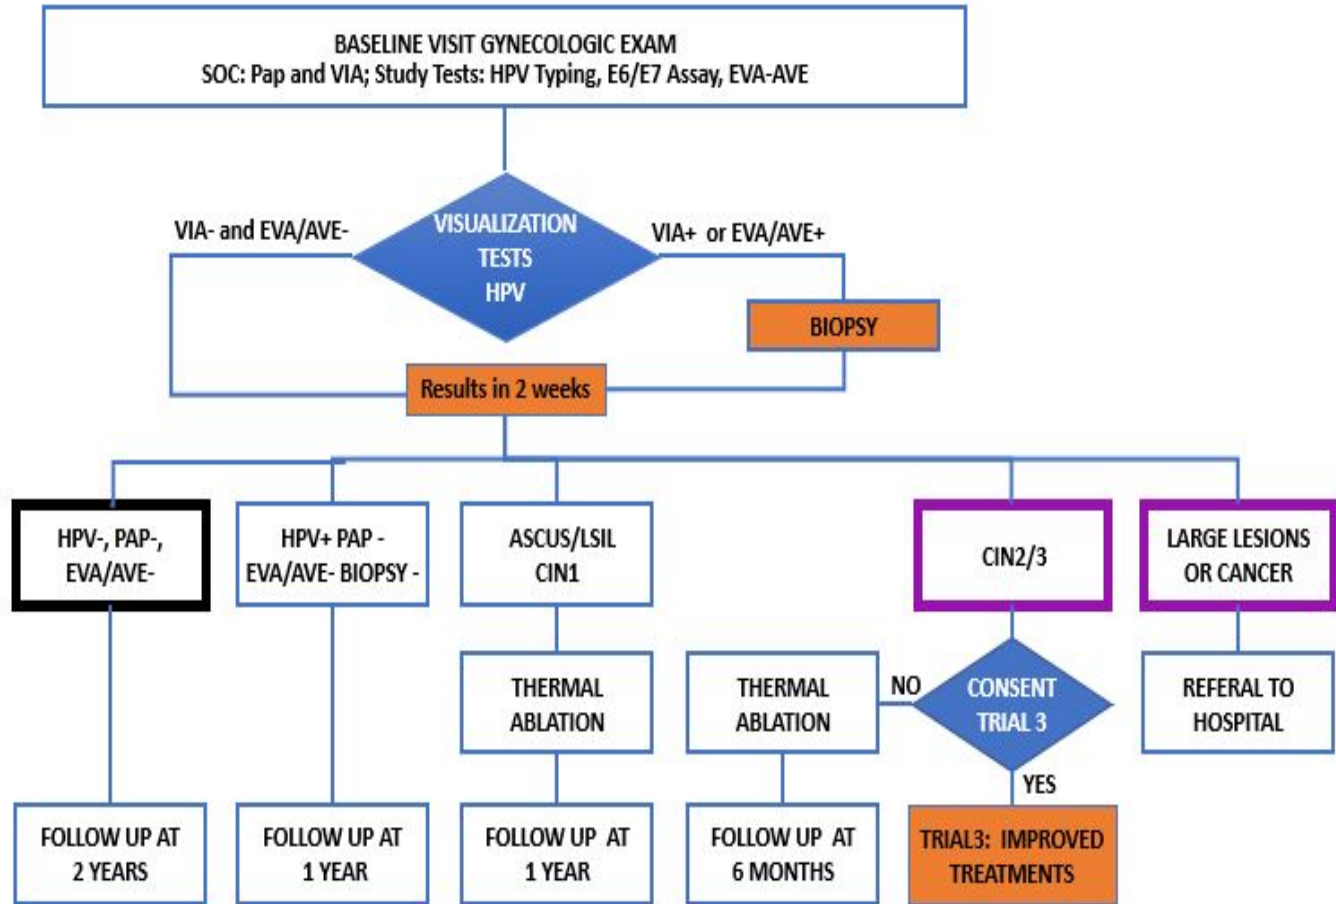 BASELINE VISIT GYNECOLOGIC EXAM
SOC: Pap and VIA; Study Tests: HPV Typing, E6/E7 Assay, EVA-AVE
VIA- and EVA/AVE-
VISUALIZATION
TESTS
HPV
VIA+ or EVA/AVE+
BIOPSY
Results in 2 weeks
HPV-, PAP-,
EVA/AVE-
HPV+ PAP -
EVA/AVE- BIOPSY -
ASCUS/LSIL
CIN1
CIN2/3
LARGE LESIONS
OR CANCER
THERMAL
ABLATION
THERMAL
ABLATION
NO
CONSENT
TRIAL 3
YES
REFERAL TO
HOSPITAL
FOLLOW UP AT
2 YEARS
FOLLOW UP AT
1 YEAR
FOLLOW UP AT
1 YEAR
FOLLOW UP AT
6 MONTHS
TRIAL3: IMPROVED
TREATMENTS